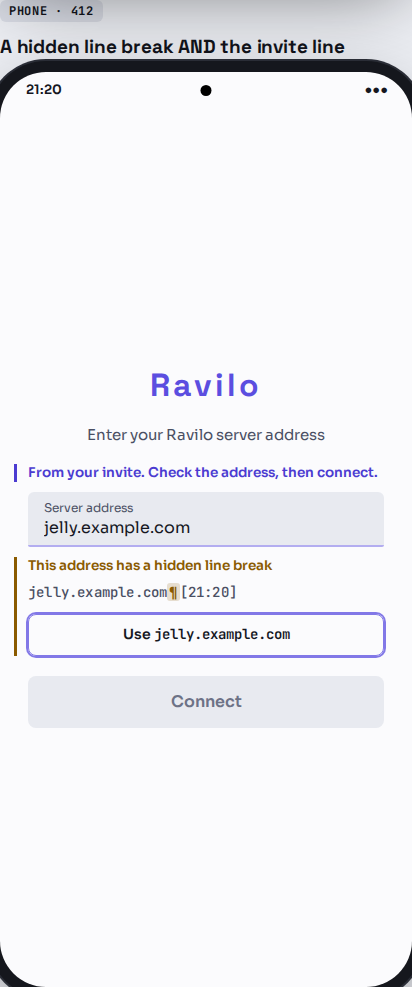 PHONE · 412
A hidden line break AND the invite line
21:20
Ravilo
Enter your Ravilo server address
From your invite. Check the address, then connect.
Server address
jelly.example.com
This address has a hidden line break
jelly.example.com¶[21:20]
Use jelly.example.com
Connect